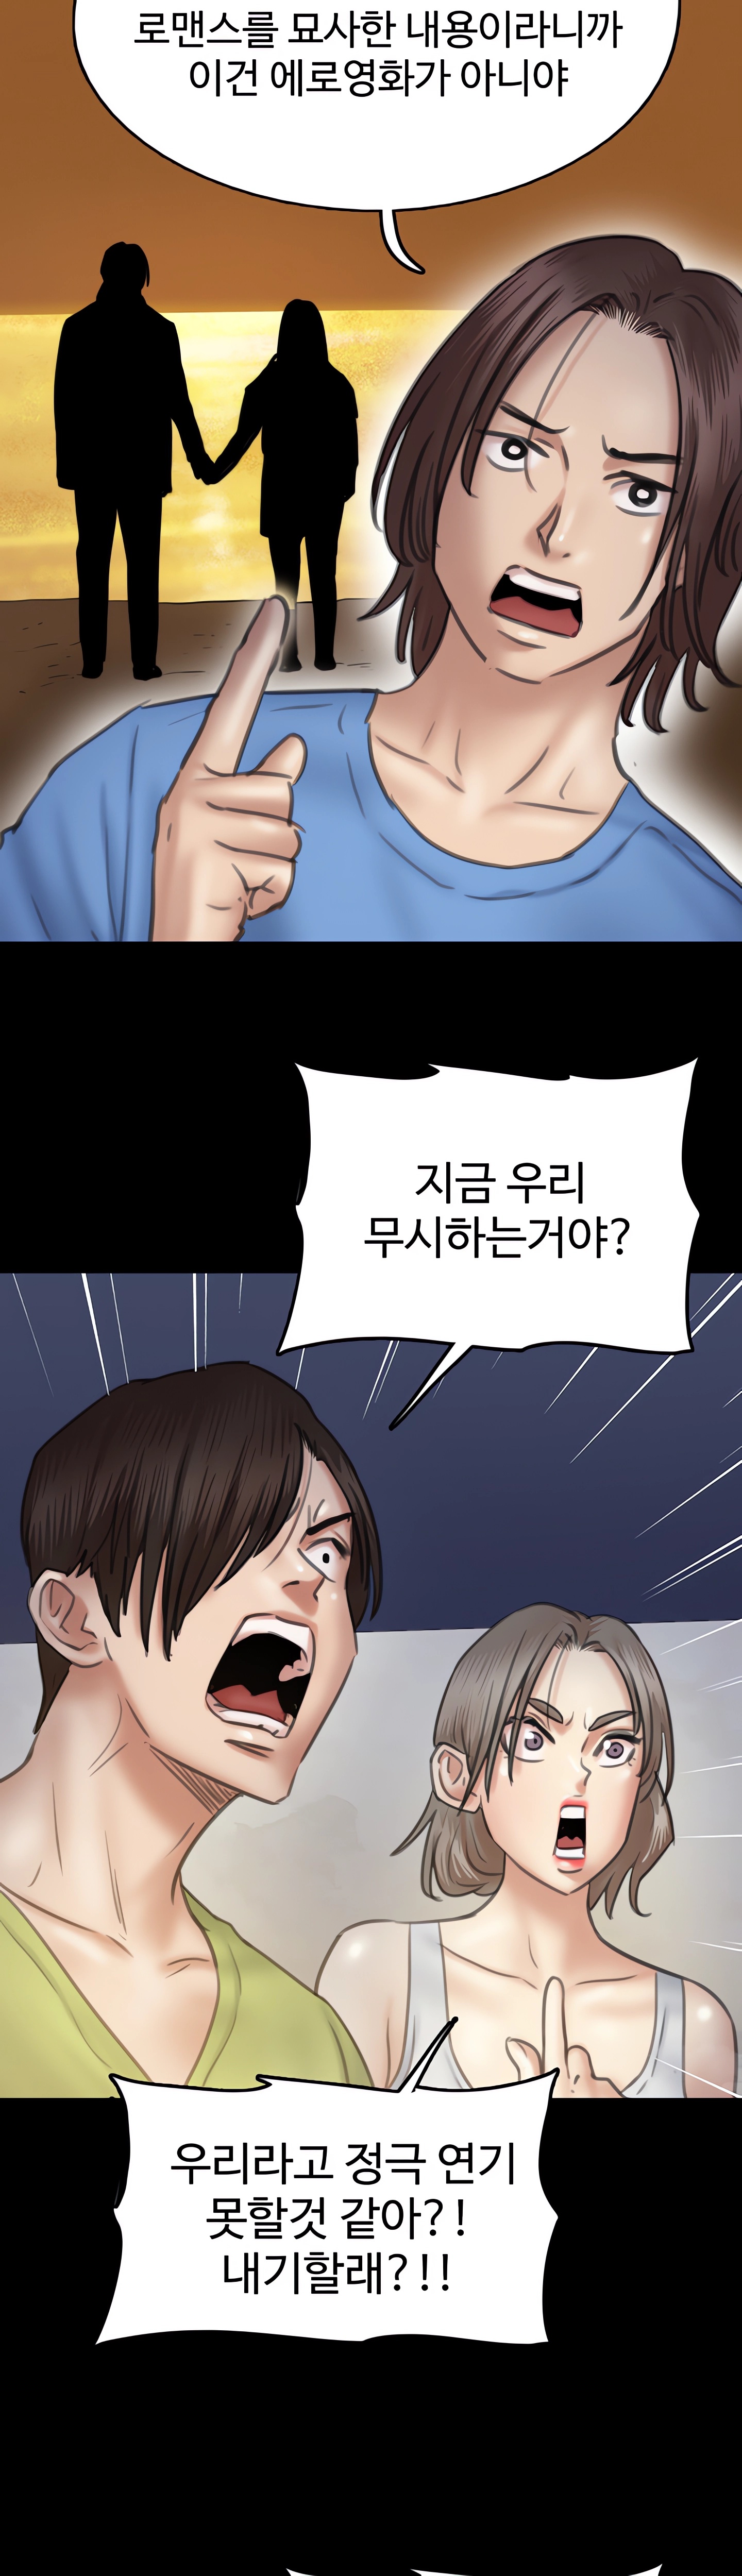 로맨스를 묘사한 내용이라니까
이건 에로영화가 아니야
지금 우리
무시하는거야?
우리라고 정극 연기
못할것 같아?!
내기할래?!!